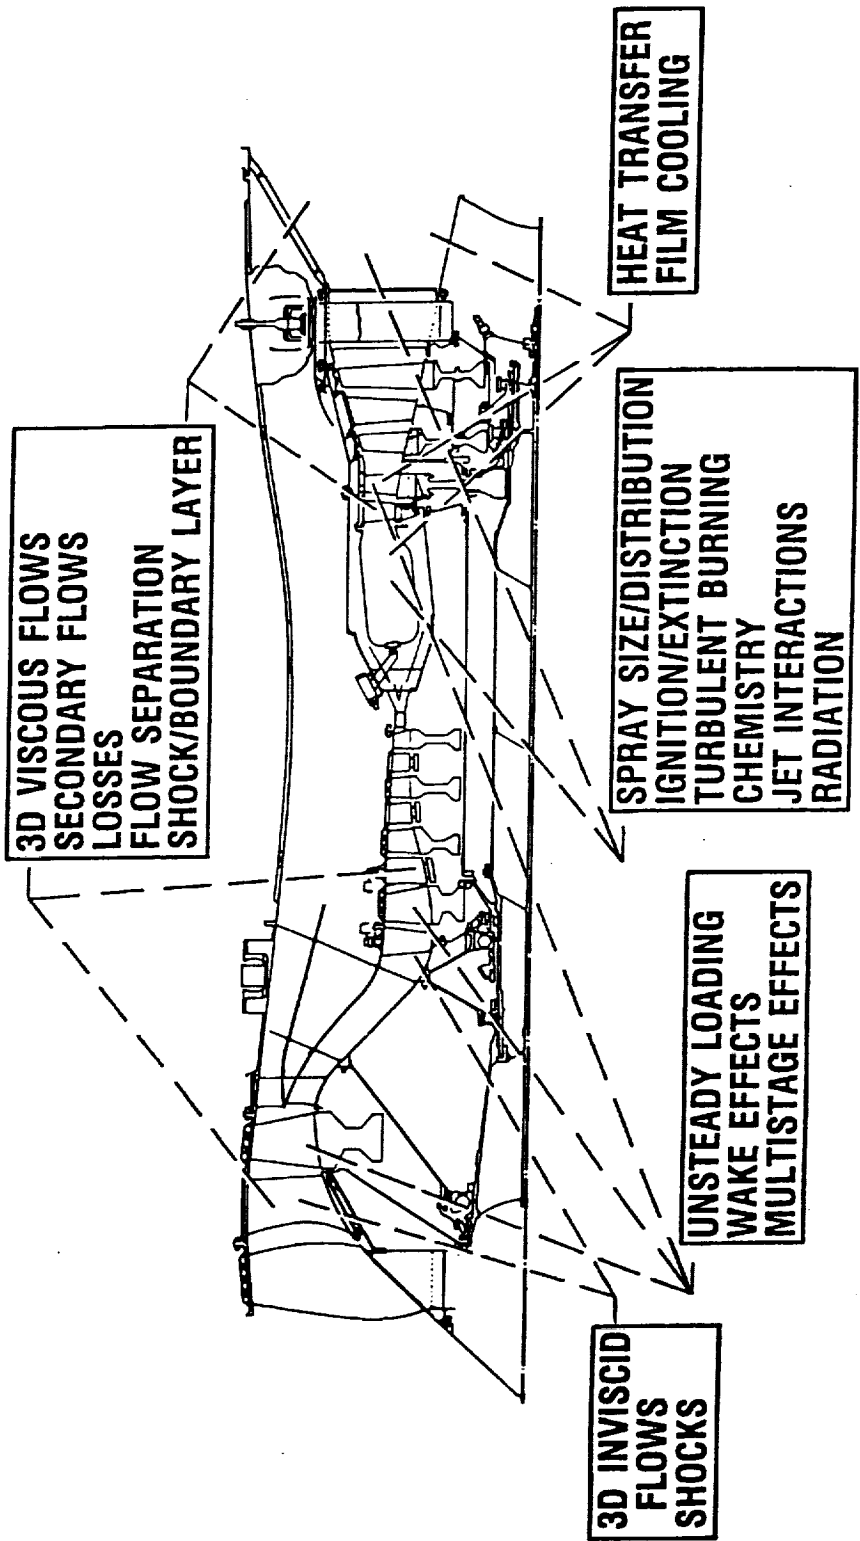 3D VISCOUS FLOWS
SECONDARY FLOWS
LOSSES
FLOW SEPARATION
SHOCK/BOUNDARY LAYER
3D INVISCID
FLOWS
SHOCKS
UNSTEADY LOADING
WAKE EFFECTS
MULTISTAGE EFFECTS
SPRAY SIZE/DISTRIBUTION
IGNITION/EXTINCTION
TURBULENT BURNING
CHEMISTRY
JET INTERACTIONS
RADIATION
HEAT TRANSFER
FILM COOLING